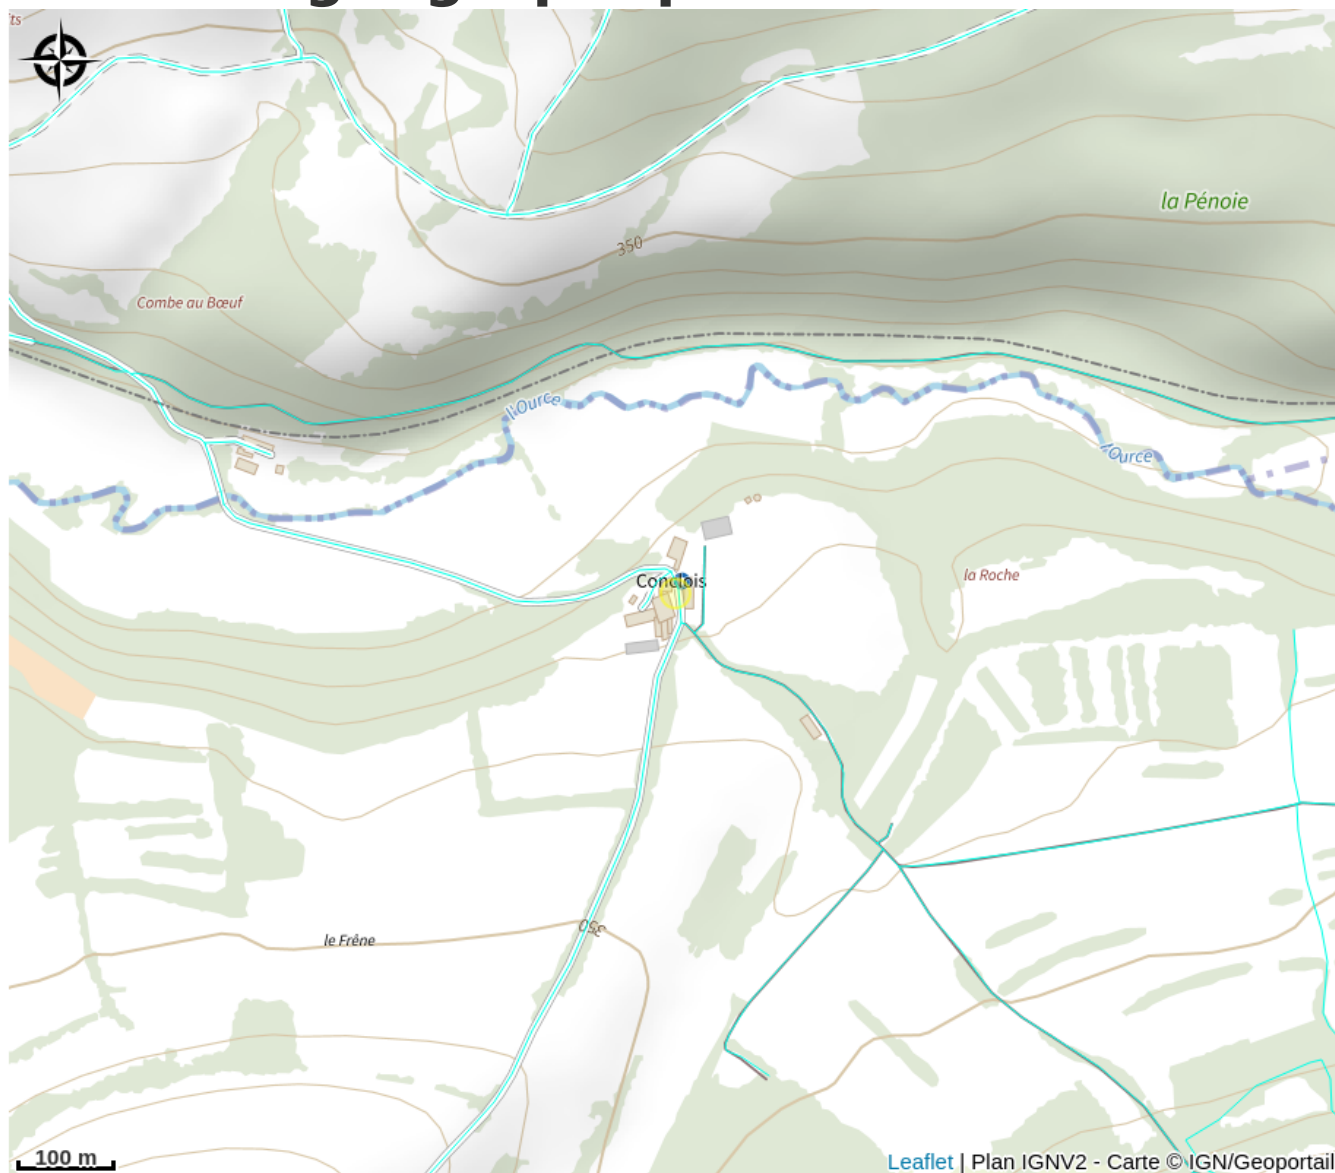 la Pénoie
350
Combe au Bœuf
l'Ource
l'Ource
Conclois
la Roche
350
le Frêne
100 m
Leaflet | Plan IGNV2 - Carte © IGN/Geoportail